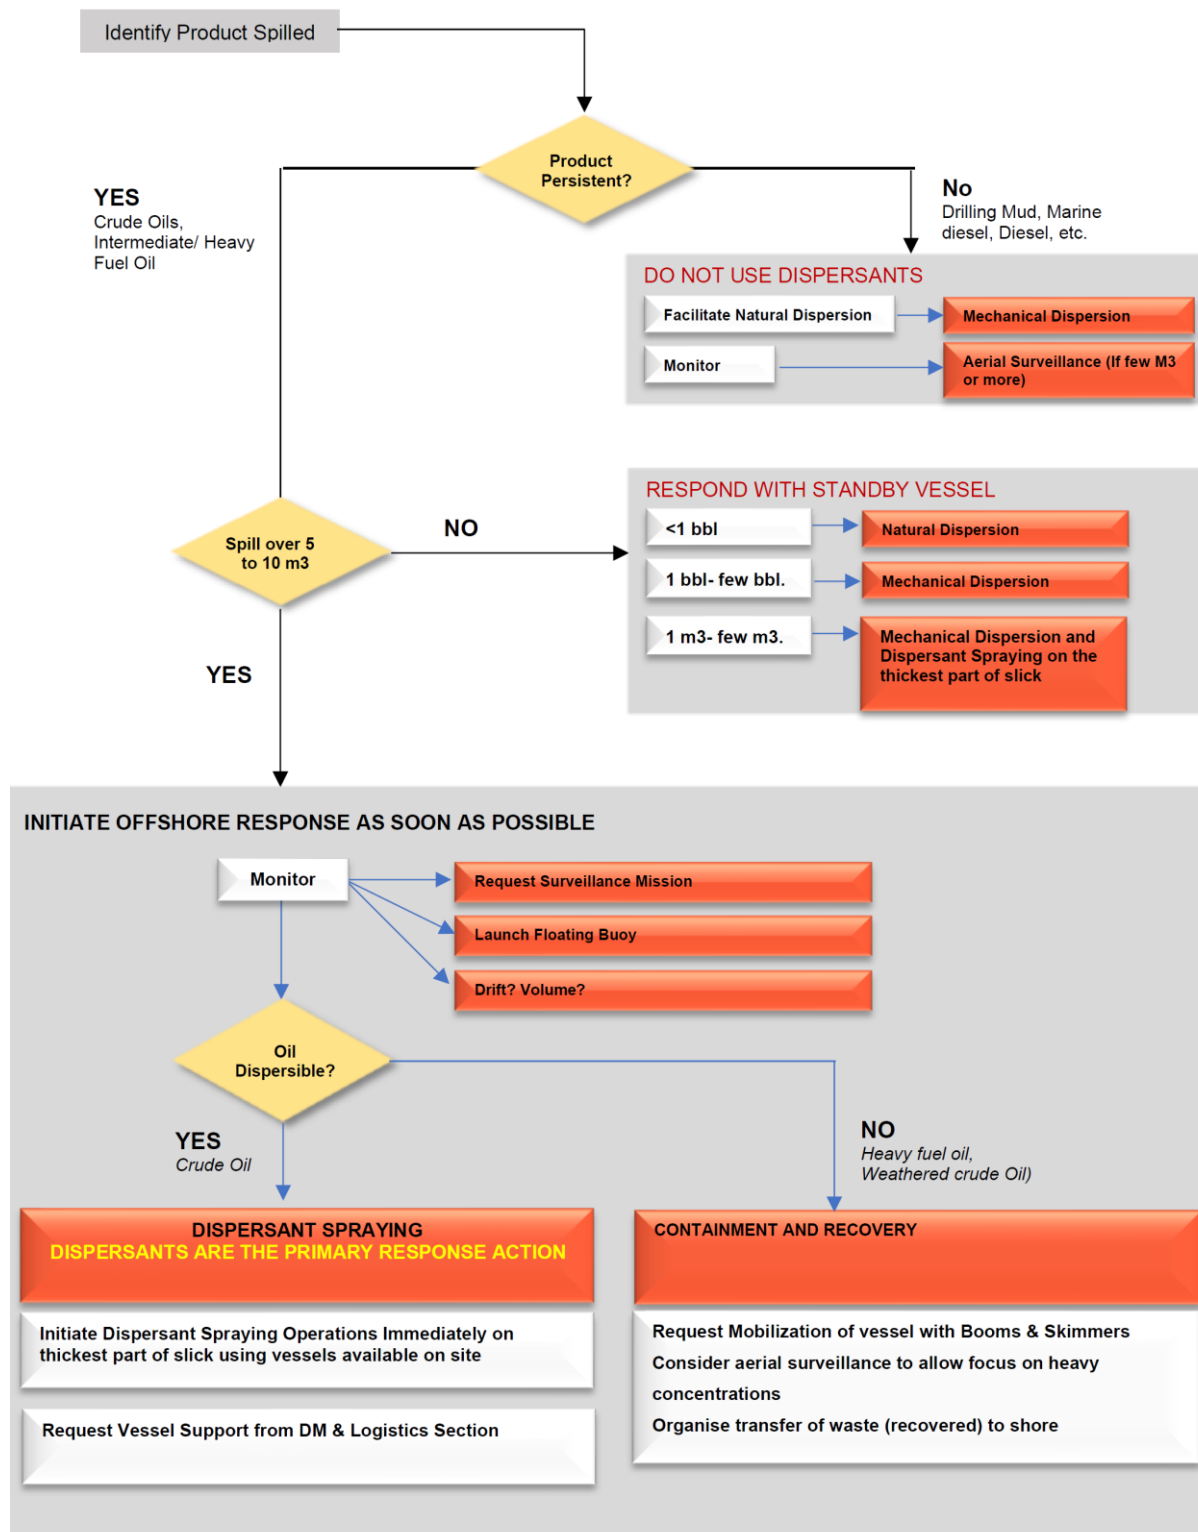 Identify Product Spilled
Product
Persistent?
YES
Crude Oils,
Intermediate/ Heavy
Fuel Oil
No
Drilling Mud, Marine
diesel, Diesel, etc.
DO NOT USE DISPERSANTS
Facilitate Natural Dispersion
Mechanical Dispersion
Monitor
Aerial Surveillance (If few M3
or more)
Spill over 5
to 10 m3
NO
YES
RESPOND WITH STANDBY VESSEL
<1 bbl
Natural Dispersion
1 bbl- few bbl.
Mechanical Dispersion
1 m3- few m3.
Mechanical Dispersion and
Dispersant Spraying on the
thickest part of slick
INITIATE OFFSHORE RESPONSE AS SOON AS POSSIBLE
Monitor
Request Surveillance Mission
Launch Floating Buoy
Drift? Volume?
Oil
Dispersible?
YES
Crude Oil
NO
Heavy fuel oil,
Weathered crude Oil)
DISPERSANT SPRAYING
DISPERSANTS ARE THE PRIMARY RESPONSE ACTION
Initiate Dispersant Spraying Operations Immediately on
thickest part of slick using vessels available on site
Request Vessel Support from DM & Logistics Section
CONTAINMENT AND RECOVERY
Request Mobilization of vessel with Booms & Skimmers
Consider aerial surveillance to allow focus on heavy
concentrations
Organise transfer of waste (recovered) to shore